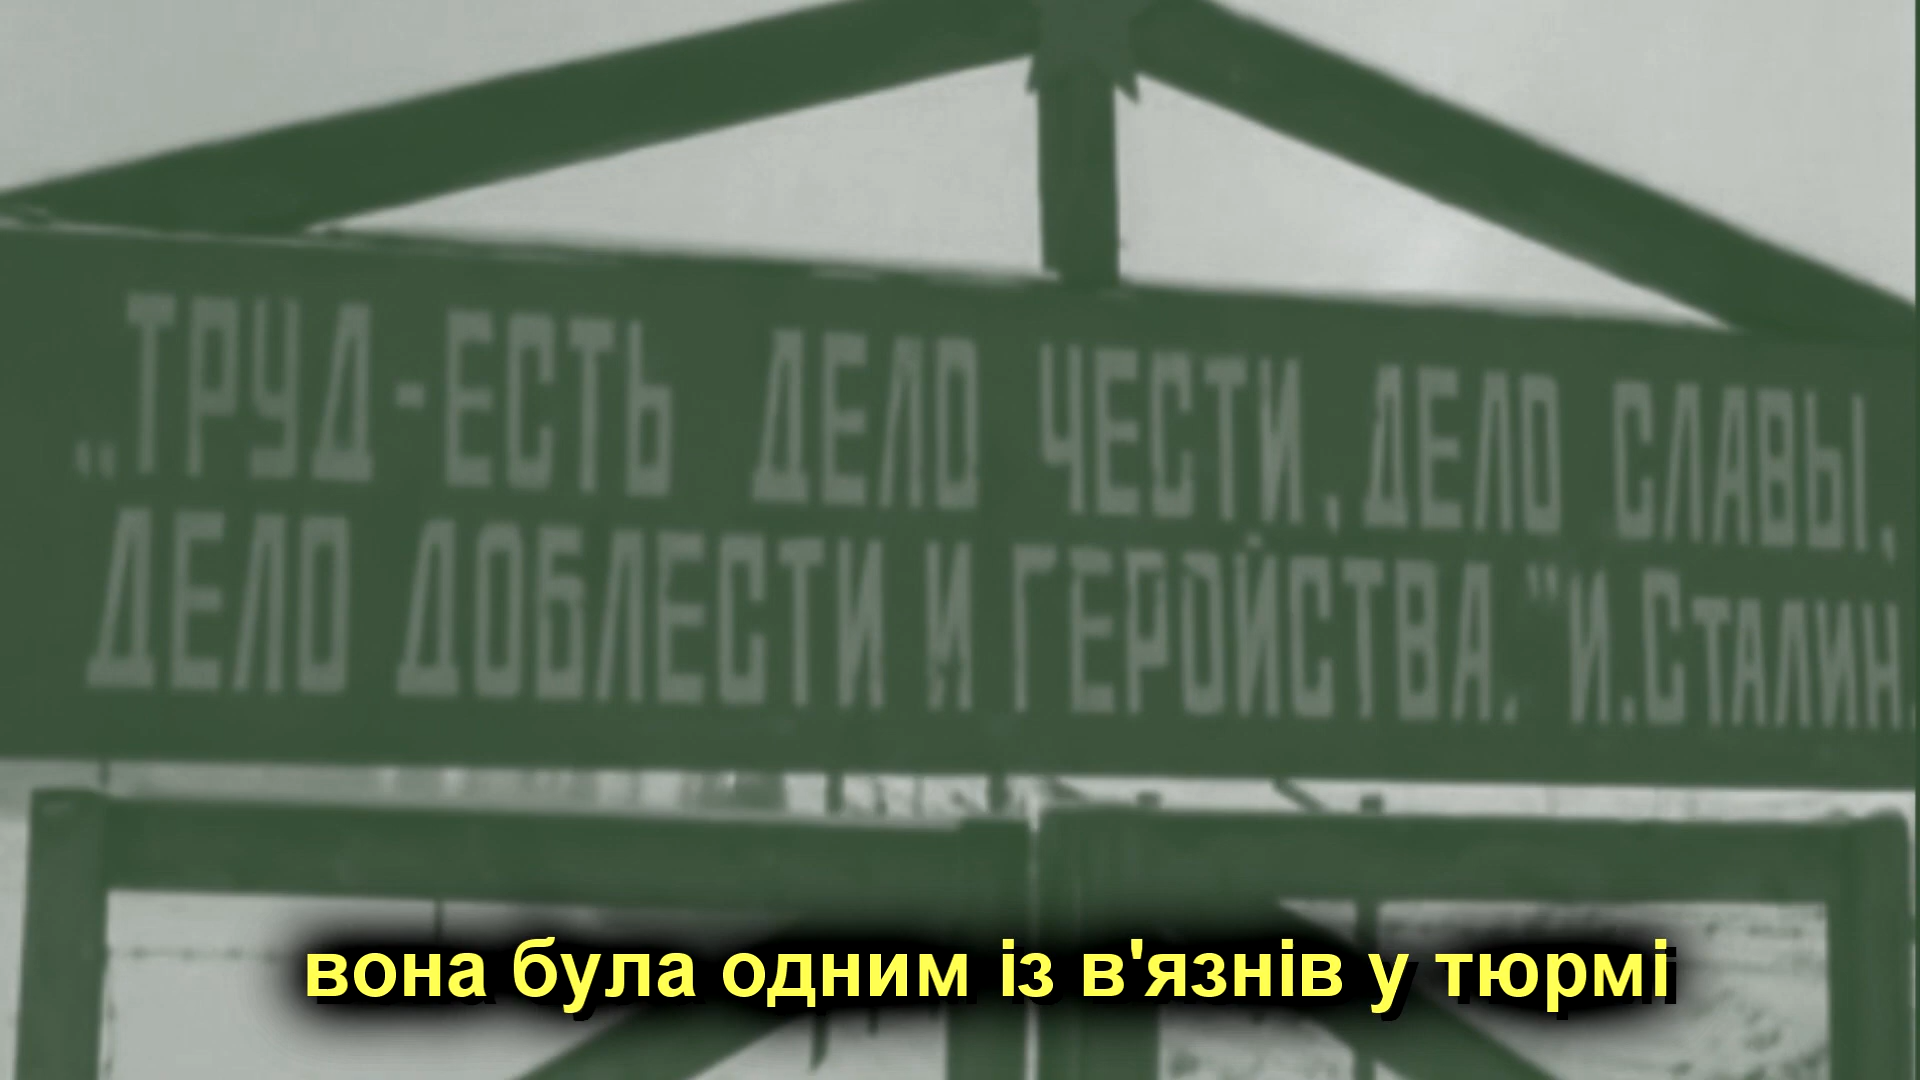 „ТРУД-ЕСТЬ ДЕЛО ЧЕСТИ, ДЕЛО СЛАВЫ,
ДЕЛО ДОБЛЕСТИ И ГЕРОЙСТВА." И.СТАЛИН.
вона була одним із в'язнів у тюрмі